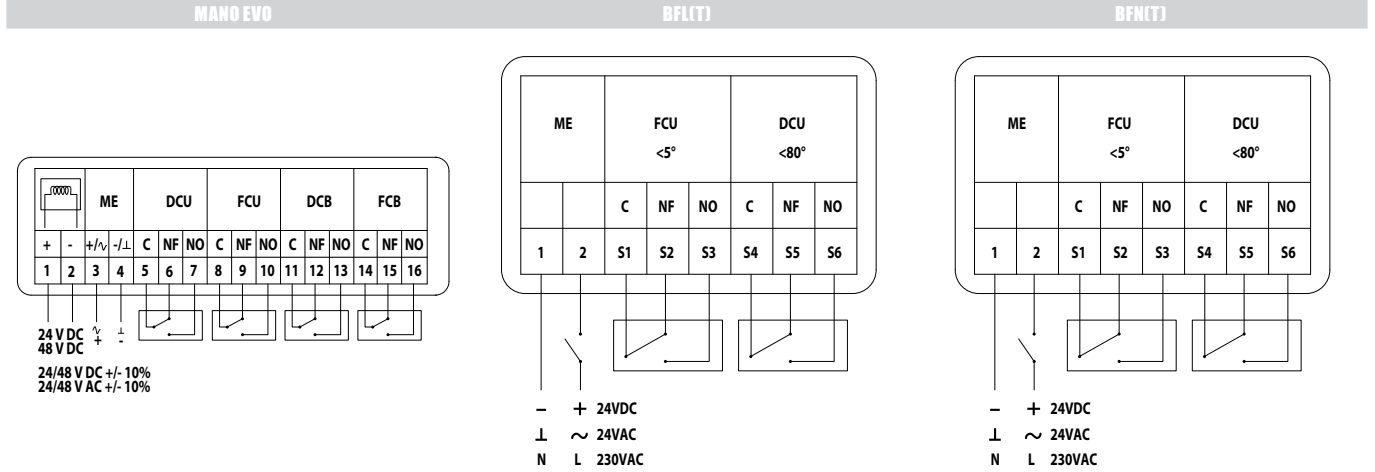 MANO EVO
BFL(T)
BFN(T)
ME DCU FCU DCB FCB
+ - +/∿ -/⊥ C NF NO C NF NO C NF NO C NF NO
1 2 3 4 5 6 7 8 9 10 11 12 13 14 15 16
24 V DC ∿ ⊥
48 V DC + -
24/48 V DC +/- 10%
24/48 V AC +/- 10%
ME FCU DCU
<5° <80°
C NF NO C NF NO
1 2 S1 S2 S3 S4 S5 S6
– + 24VDC
⊥ ~ 24VAC
N L 230VAC
ME FCU DCU
<5° <80°
C NF NO C NF NO
1 2 S1 S2 S3 S4 S5 S6
– + 24VDC
⊥ ~ 24VAC
N L 230VAC